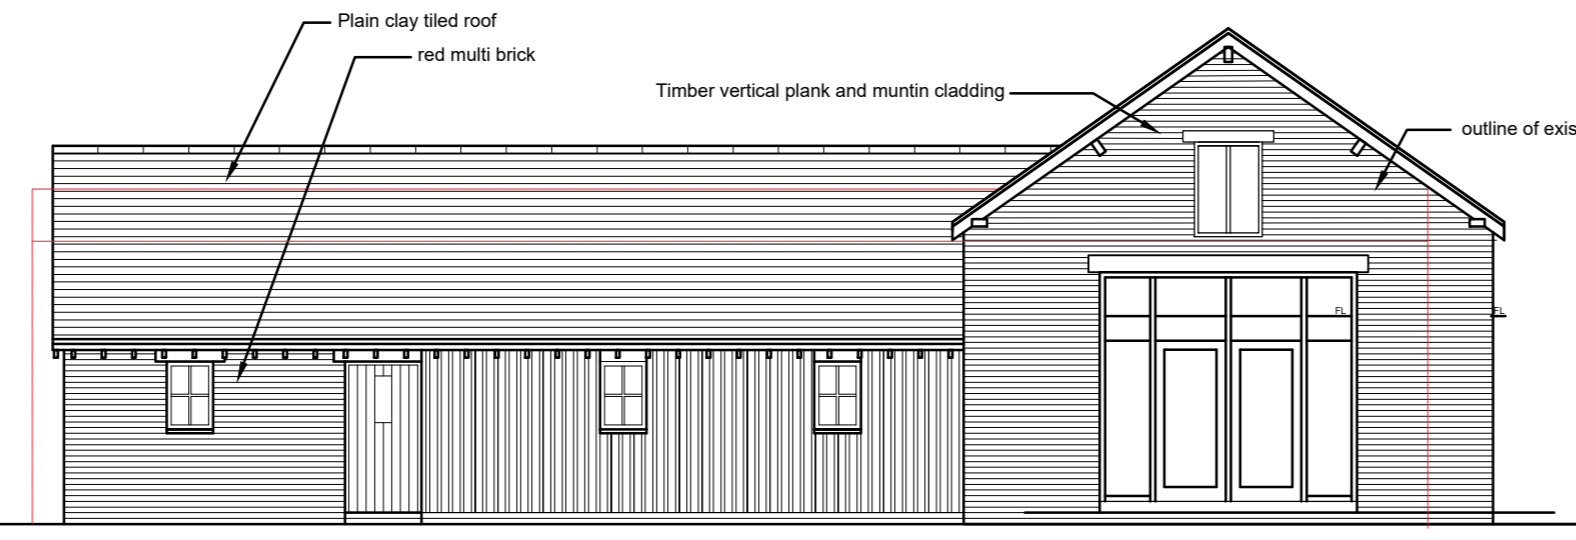 Plain clay tiled roof
red multi brick
Timber vertical plank and muntin cladding
outline of exis
FL
FL